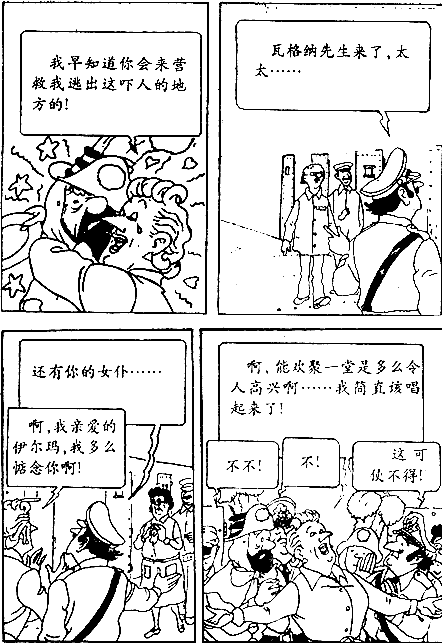 我早知道你会来营
救我逃出这吓人的地
方的!
瓦格纳先生来了,太
太……
还有你的女仆……
啊,我亲爱的
伊尔玛,我多么
惦念你啊!
啊,能欢聚一堂是多么令
人高兴啊……我简直该唱
起来了!
不不!
不!
这可
使不得!